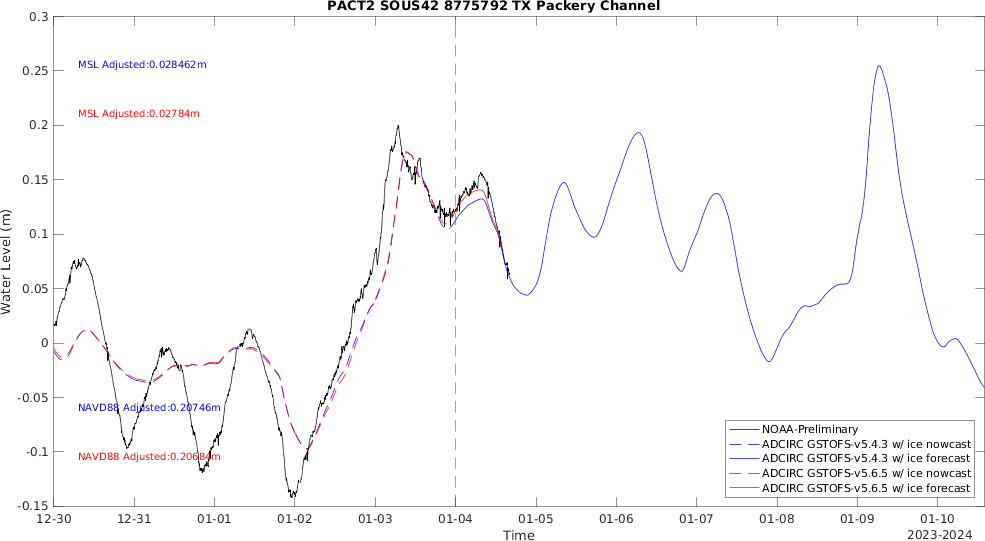 PACT2 SOUS42 8775792 TX Packery Channel
0.3
0.25
0.2
0.15
0.1
0.05
0
-0.05
-0.1
-0.15
Water Level (m)
MSL Adjusted:0.028462m
MSL Adjusted:0.02784m
NAVD88 Adjusted:0.20746m
NAVD88 Adjusted:0.20684m
NOAA-Preliminary
ADCIRC GSTOFS-v5.4.3 w/ ice nowcast
ADCIRC GSTOFS-v5.4.3 w/ ice forecast
ADCIRC GSTOFS-v5.6.5 w/ ice nowcast
ADCIRC GSTOFS-v5.6.5 w/ ice forecast
12-30 12-31 01-01 01-02 01-03 01-04 01-05 01-06 01-07 01-08 01-09 01-10
Time
2023-2024